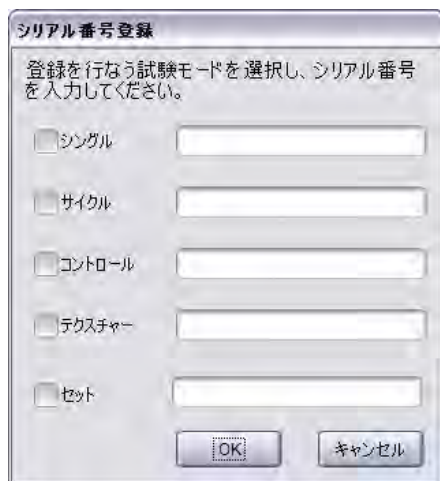 シリアル番号登録
登録を行なう試験モードを選択し、シリアル番号
を入力してください。
シングル
サイクル
コントロール
テクスチャー
セット
OK キャンセル